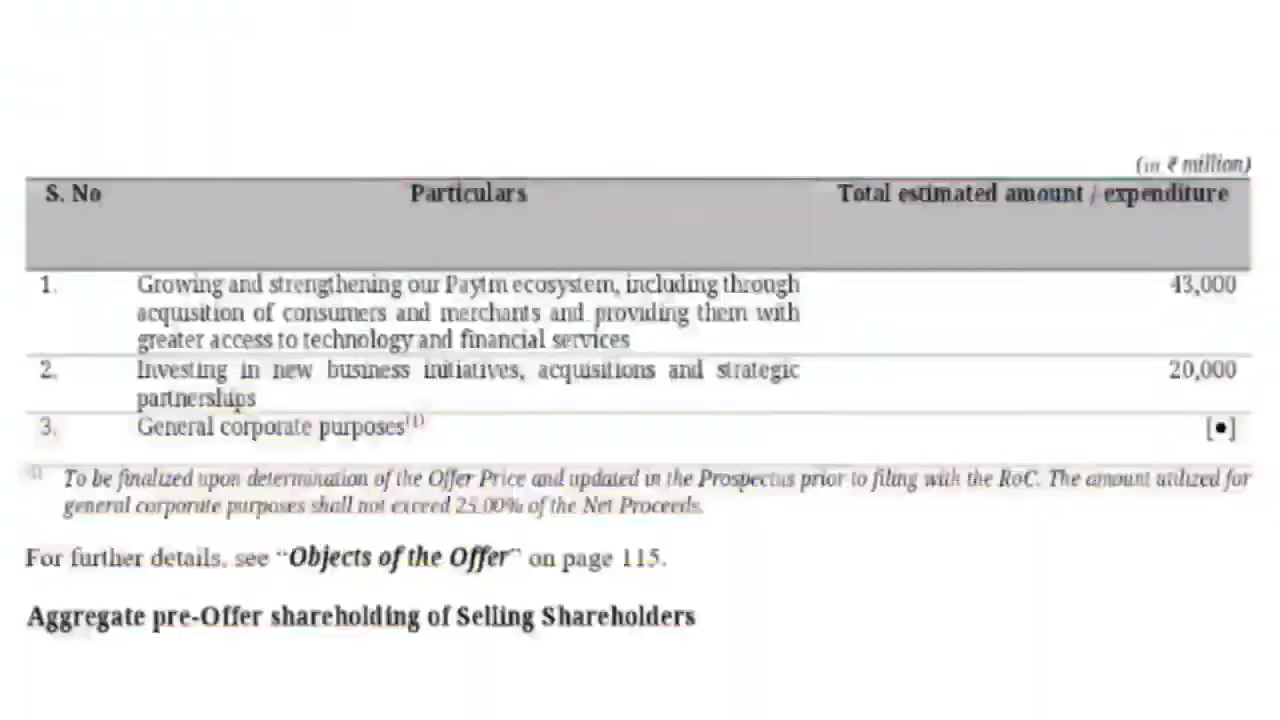 (in ₹ million)
S. No Particulars Total estimated amount / expenditure
1. Growing and strengthening our Paytm ecosystem, including through 43,000
acquisition of consumers and merchants and providing them with
greater access to technology and financial services
2. Investing in new business initiatives, acquisitions and strategic 20,000
partnerships
3. General corporate purposes(1) [●]
(1) To be finalized upon determination of the Offer Price and updated in the Prospectus prior to filing with the RoC. The amount utilized for
general corporate purposes shall not exceed 25.00% of the Net Proceeds.
For further details, see “Objects of the Offer” on page 115.
Aggregate pre-Offer shareholding of Selling Shareholders